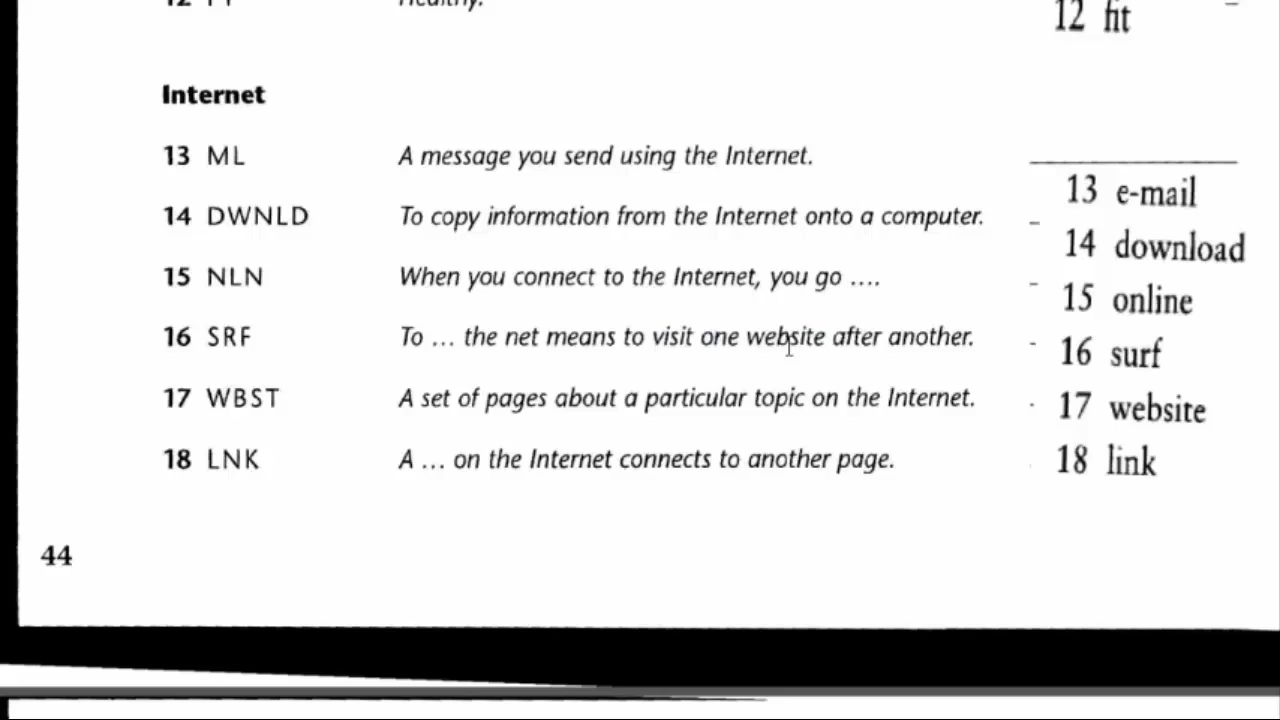 12 fit
Internet
13 ML A message you send using the Internet.
13 e-mail
14 DWNLD To copy information from the Internet onto a computer.
14 download
15 NLN When you connect to the Internet, you go ....
15 online
16 SRF To ... the net means to visit one website after another.
16 surf
17 WBST A set of pages about a particular topic on the Internet.
17 website
18 LNK A ... on the Internet connects to another page.
18 link
44